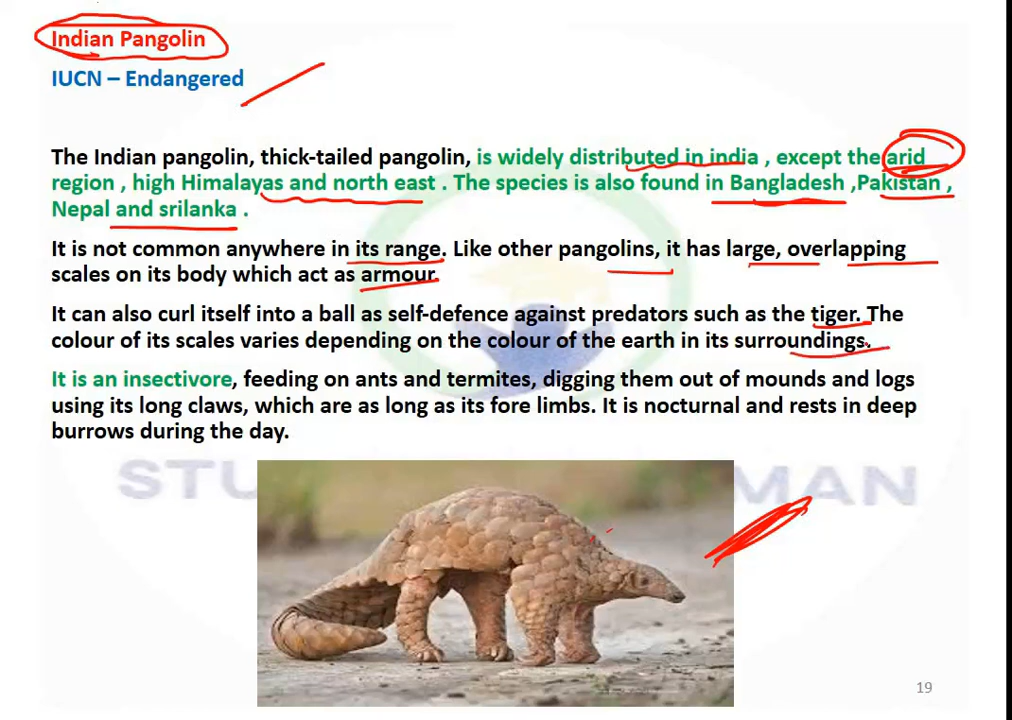 Indian Pangolin
IUCN – Endangered
The Indian pangolin, thick-tailed pangolin, is widely distributed in india , except the arid
region , high Himalayas and north east . The species is also found in Bangladesh ,Pakistan ,
Nepal and srilanka .
It is not common anywhere in its range. Like other pangolins, it has large, overlapping
scales on its body which act as armour.
It can also curl itself into a ball as self-defence against predators such as the tiger. The
colour of its scales varies depending on the colour of the earth in its surroundings.
It is an insectivore, feeding on ants and termites, digging them out of mounds and logs
using its long claws, which are as long as its fore limbs. It is nocturnal and rests in deep
burrows during the day.
19